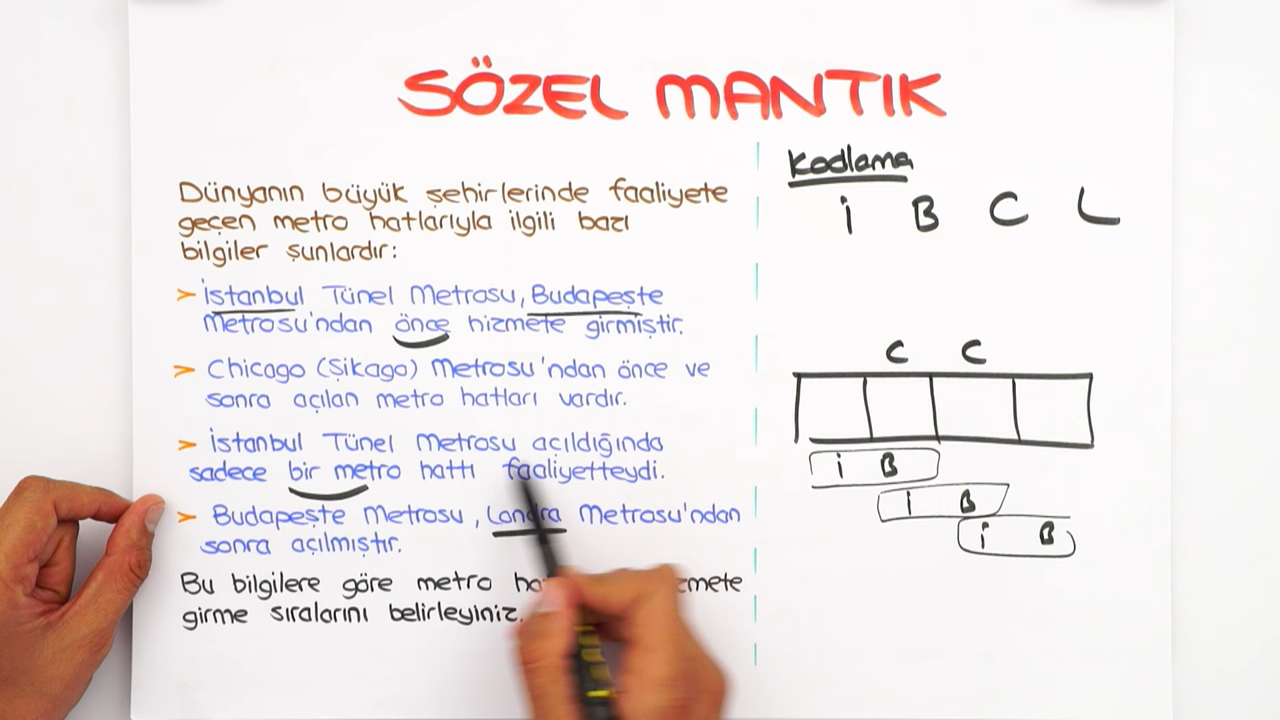 SÖZEL MANTIK
Dünyanın büyük şehirlerinde faaliyete
geçen metro hatlarıyla ilgili bazı
bilgiler şunlardır:
➤ İstanbul Tünel Metrosu, Budapeşte
Metrosu'ndan önce hizmete girmiştir.
➤ Chicago (Şikago) Metrosu'ndan önce ve
sonra açılan metro hatları vardır.
➤ İstanbul Tünel Metrosu açıldığında
sadece bir metro hattı faaliyetteydi.
➤ Budapeşte Metrosu, Londra Metrosu'ndan
sonra açılmıştır.
Bu bilgilere göre metro
girme sıralarını belirleyiniz.
Kodlama
İ B C L
C C
İ B
İ B
İ B